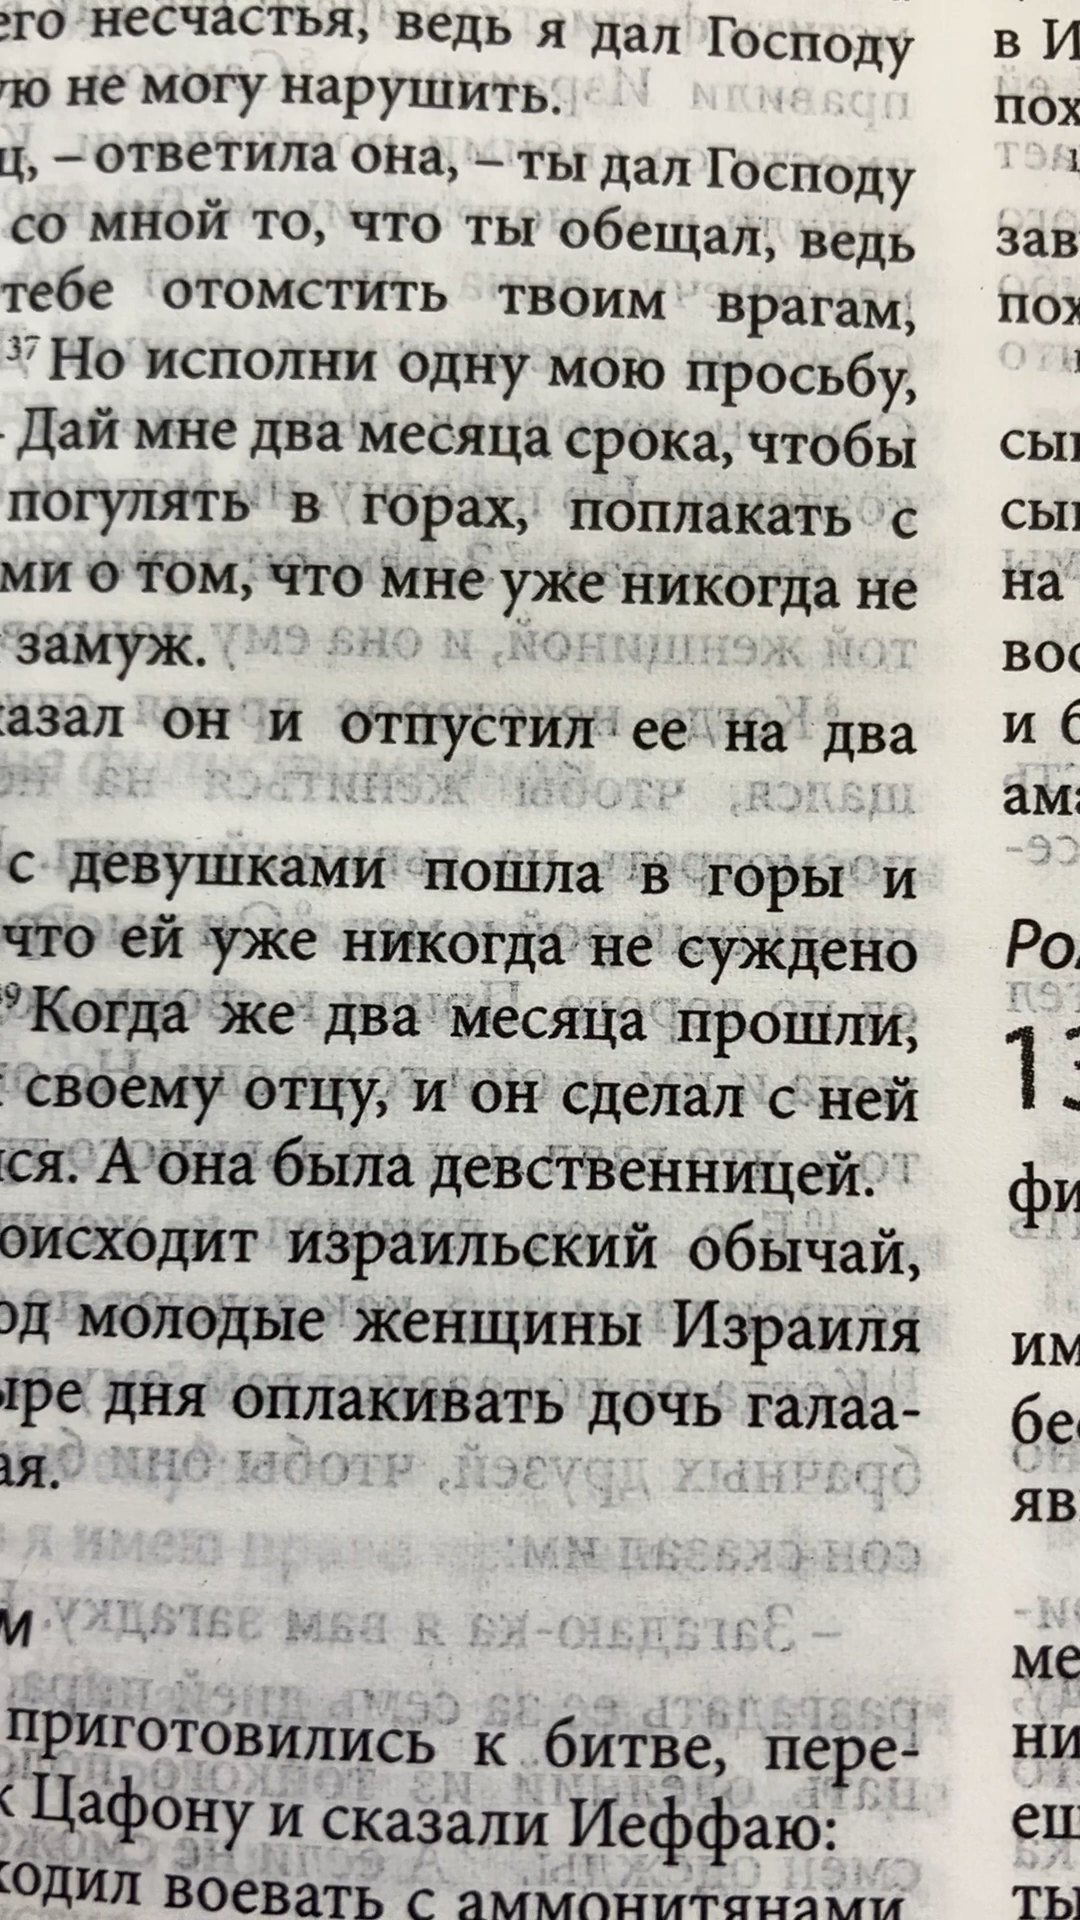 его несчастья, ведь я дал Господу
не могу нарушить.
– ответила она, – ты дал Господу
со мной то, что ты обещал, ведь
тебе отомстить твоим врагам,
37 Но исполни одну мою просьбу,
Дай мне два месяца срока, чтобы
погулять в горах, поплакать с
ми о том, что мне уже никогда не
замуж.
казал он и отпустил ее на два
с девушками пошла в горы и
что ей уже никогда не суждено
Когда же два месяца прошли,
своему отцу, и он сделал с ней
лся. А она была девственницей.
оисходит израильский обычай,
од молодые женщины Израиля
ыре дня оплакивать дочь галаа-
ая.
м
приготовились к битве, пере-
к Цафону и сказали Иеффаю:
ходил воевать с аммонитянами
в И
пох
зав
пох
сы
сы
на
вос
и б
ам
Ро
13
фи
им
бе
яв
ме
ни
ещ
ты